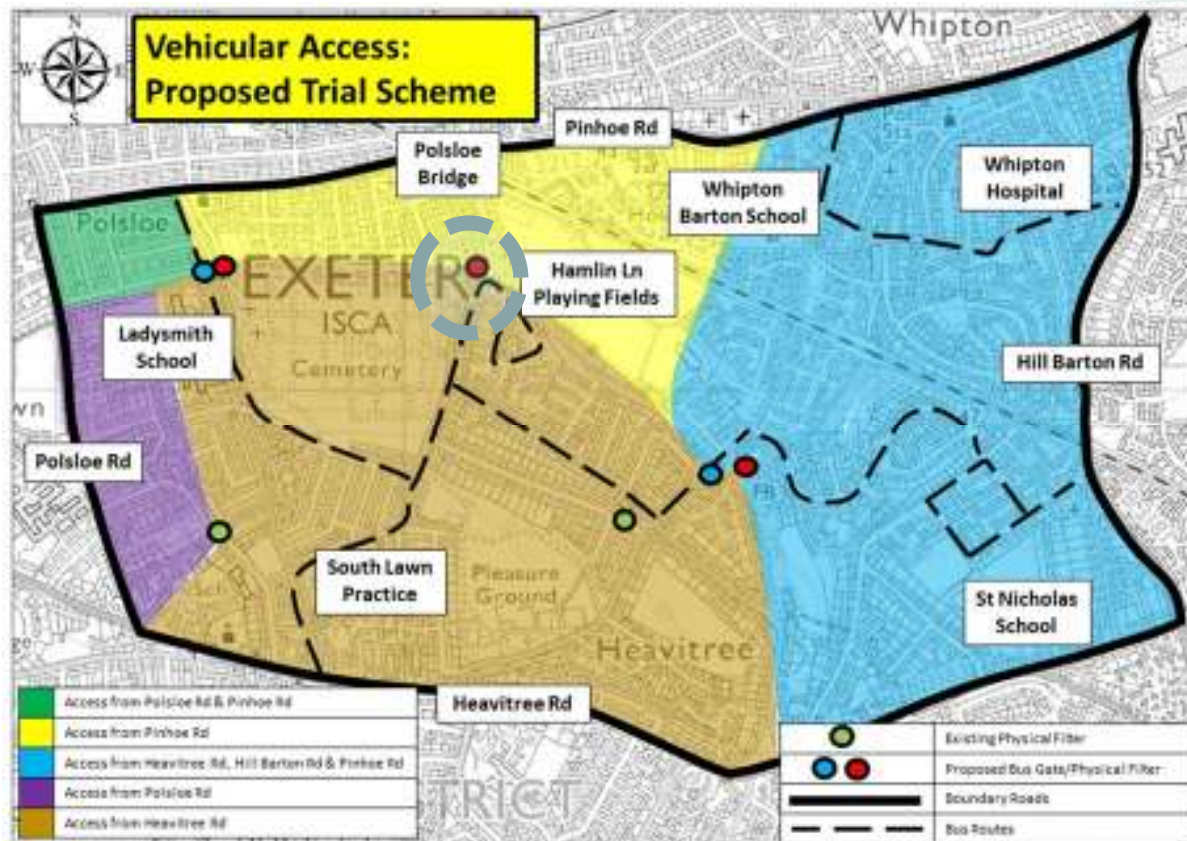 N
W
E
S
Vehicular Access:
Proposed Trial Scheme
Whipton
Pinhoe Rd
Polsloe
Bridge
Whipton
Barton School
Whipton
Hospital
Polsloe
EXETER
ISCA
Cemetery
Hamlin Ln
Playing Fields
Ladysmith
School
Hill Barton Rd
Polsloe Rd
FB
South Lawn
Practice
Pleasure
Ground
St Nicholas
School
Heavitree
Heavitree Rd
TRICT
Access from Polsloe Rd & Pinhoe Rd
Access from Pinhoe Rd
Access from Heavitree Rd, Hill Barton Rd & Pinhoe Rd
Access from Polsloe Rd
Access from Heavitree Rd
Existing Physical Filter
Proposed Bus Gate/Physical Filter
Boundary Roads
Bus Routes